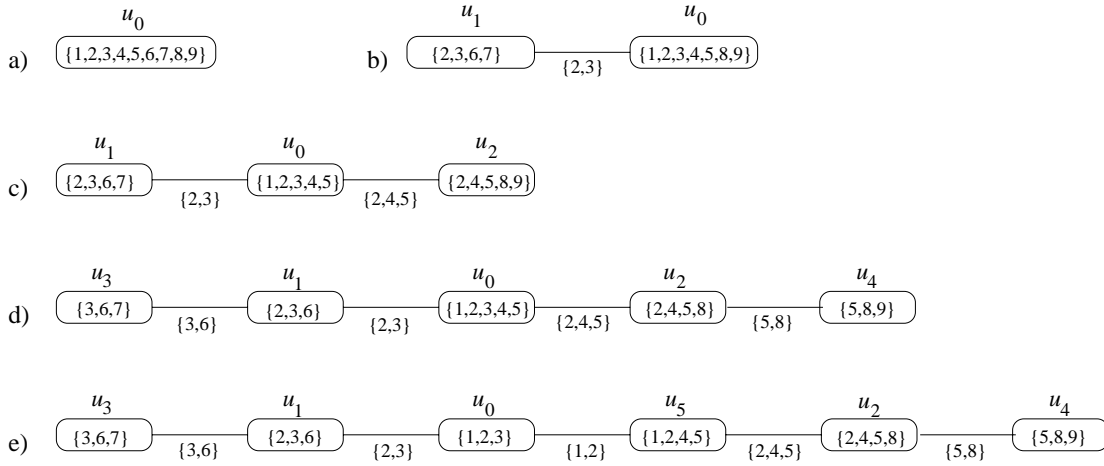 u0
a) {1,2,3,4,5,6,7,8,9}
u1 u0
b) {2,3,6,7} {2,3} {1,2,3,4,5,8,9}
u1 u0 u2
c) {2,3,6,7} {2,3} {1,2,3,4,5} {2,4,5} {2,4,5,8,9}
u3 u1 u0 u2 u4
d) {3,6,7} {3,6} {2,3,6} {2,3} {1,2,3,4,5} {2,4,5} {2,4,5,8} {5,8} {5,8,9}
u3 u1 u0 u5 u2 u4
e) {3,6,7} {3,6} {2,3,6} {2,3} {1,2,3} {1,2} {1,2,4,5} {2,4,5} {2,4,5,8} {5,8} {5,8,9}